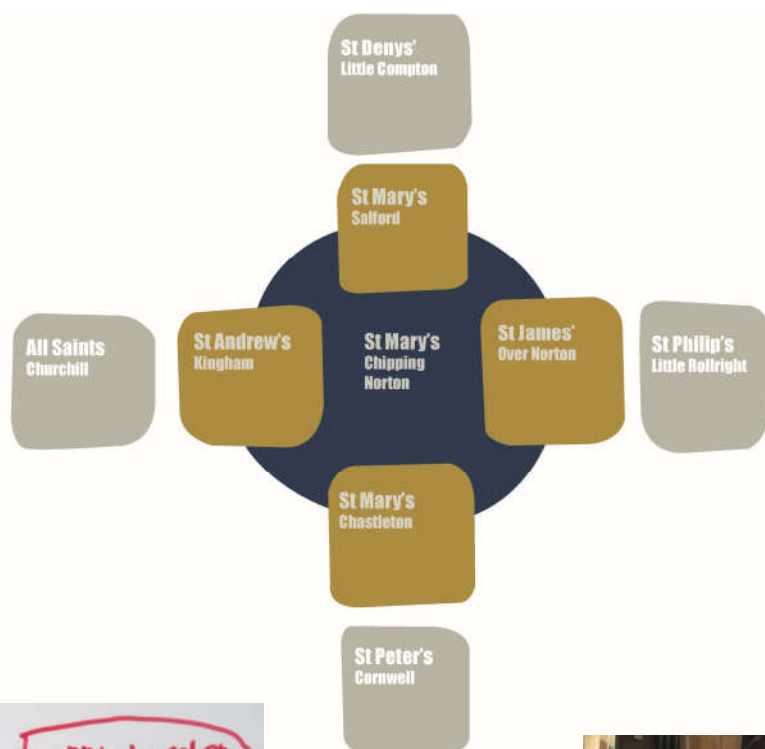 St Denys'
Little Compton
St Mary's
Salford
All Saints
Churchill
St Andrew's
Kingham
St Mary's
Chipping
Norton
St James'
Over Norton
St Philip's
Little Rollright
St Mary's
Chastleton
St Peter's
Cornwell